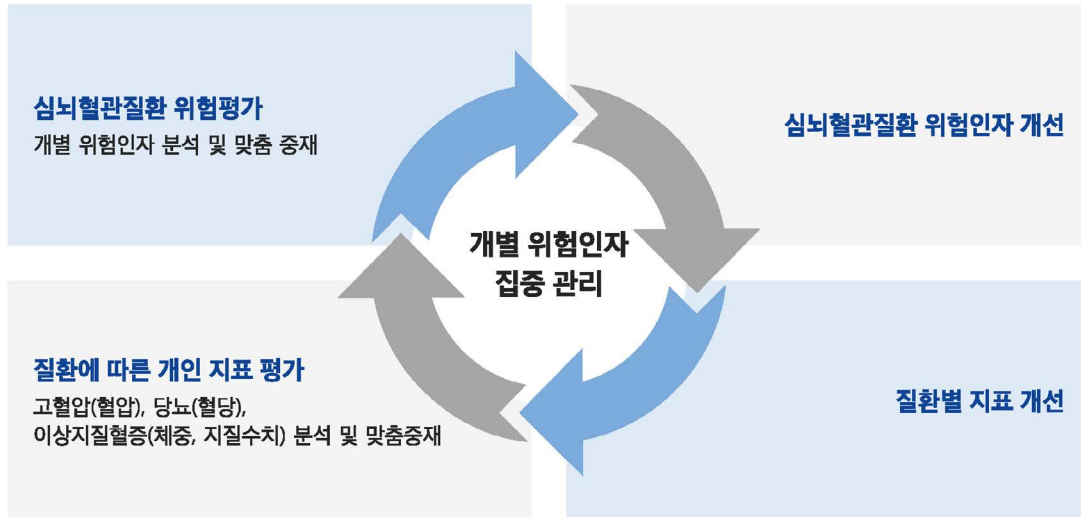 심뇌혈관질환 위험평가
개별 위험인자 분석 및 맞춤 중재
심뇌혈관질환 위험인자 개선
개별 위험인자
집중 관리
질환에 따른 개인 지표 평가
고혈압(혈압), 당뇨(혈당),
이상지질혈증(체중, 지질수치) 분석 및 맞춤중재
질환별 지표 개선